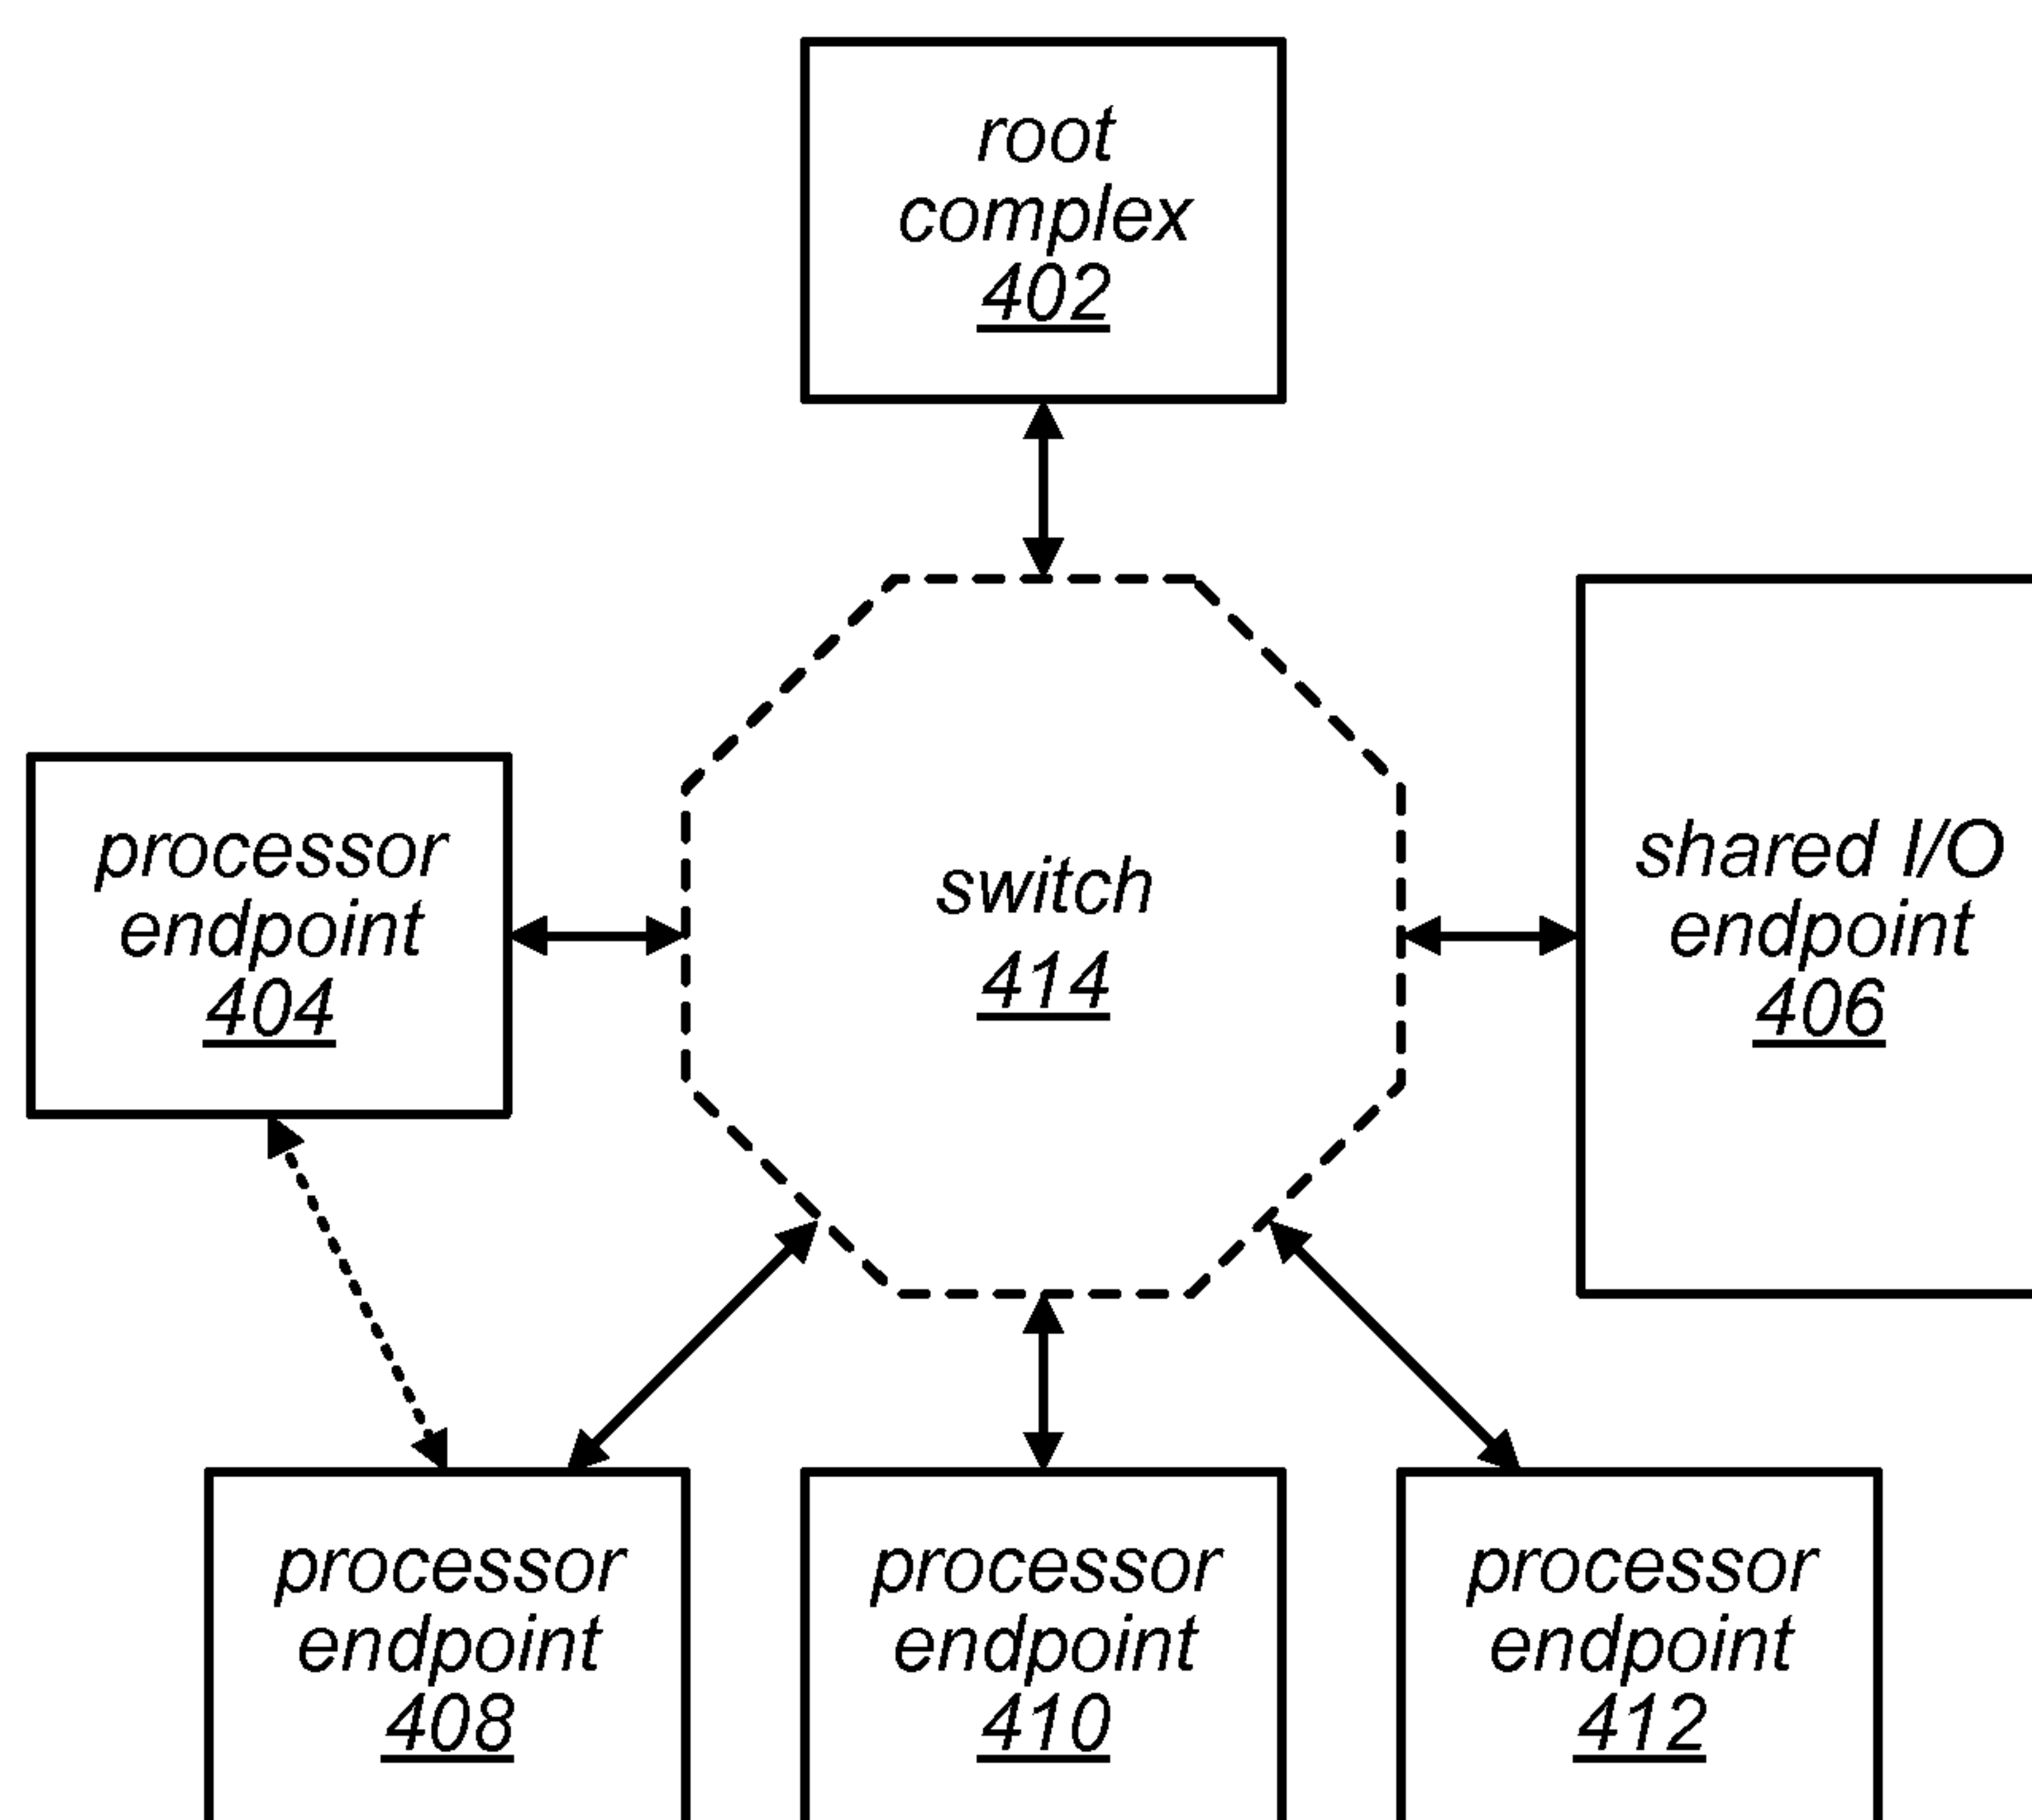 root
complex
402
processor
endpoint
404
switch
414
shared I/O
endpoint
406
processor
endpoint
408
processor
endpoint
410
processor
endpoint
412